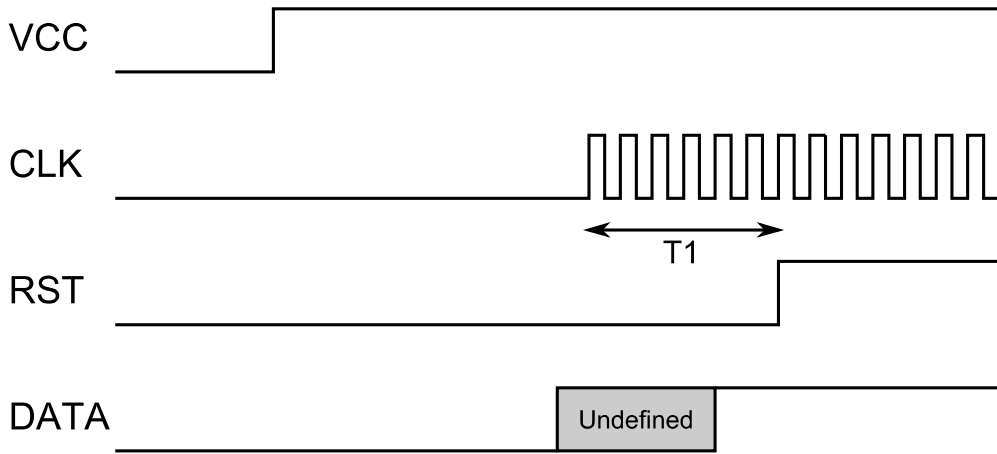 VCC
CLK
T1
RST
Undefined
DATA